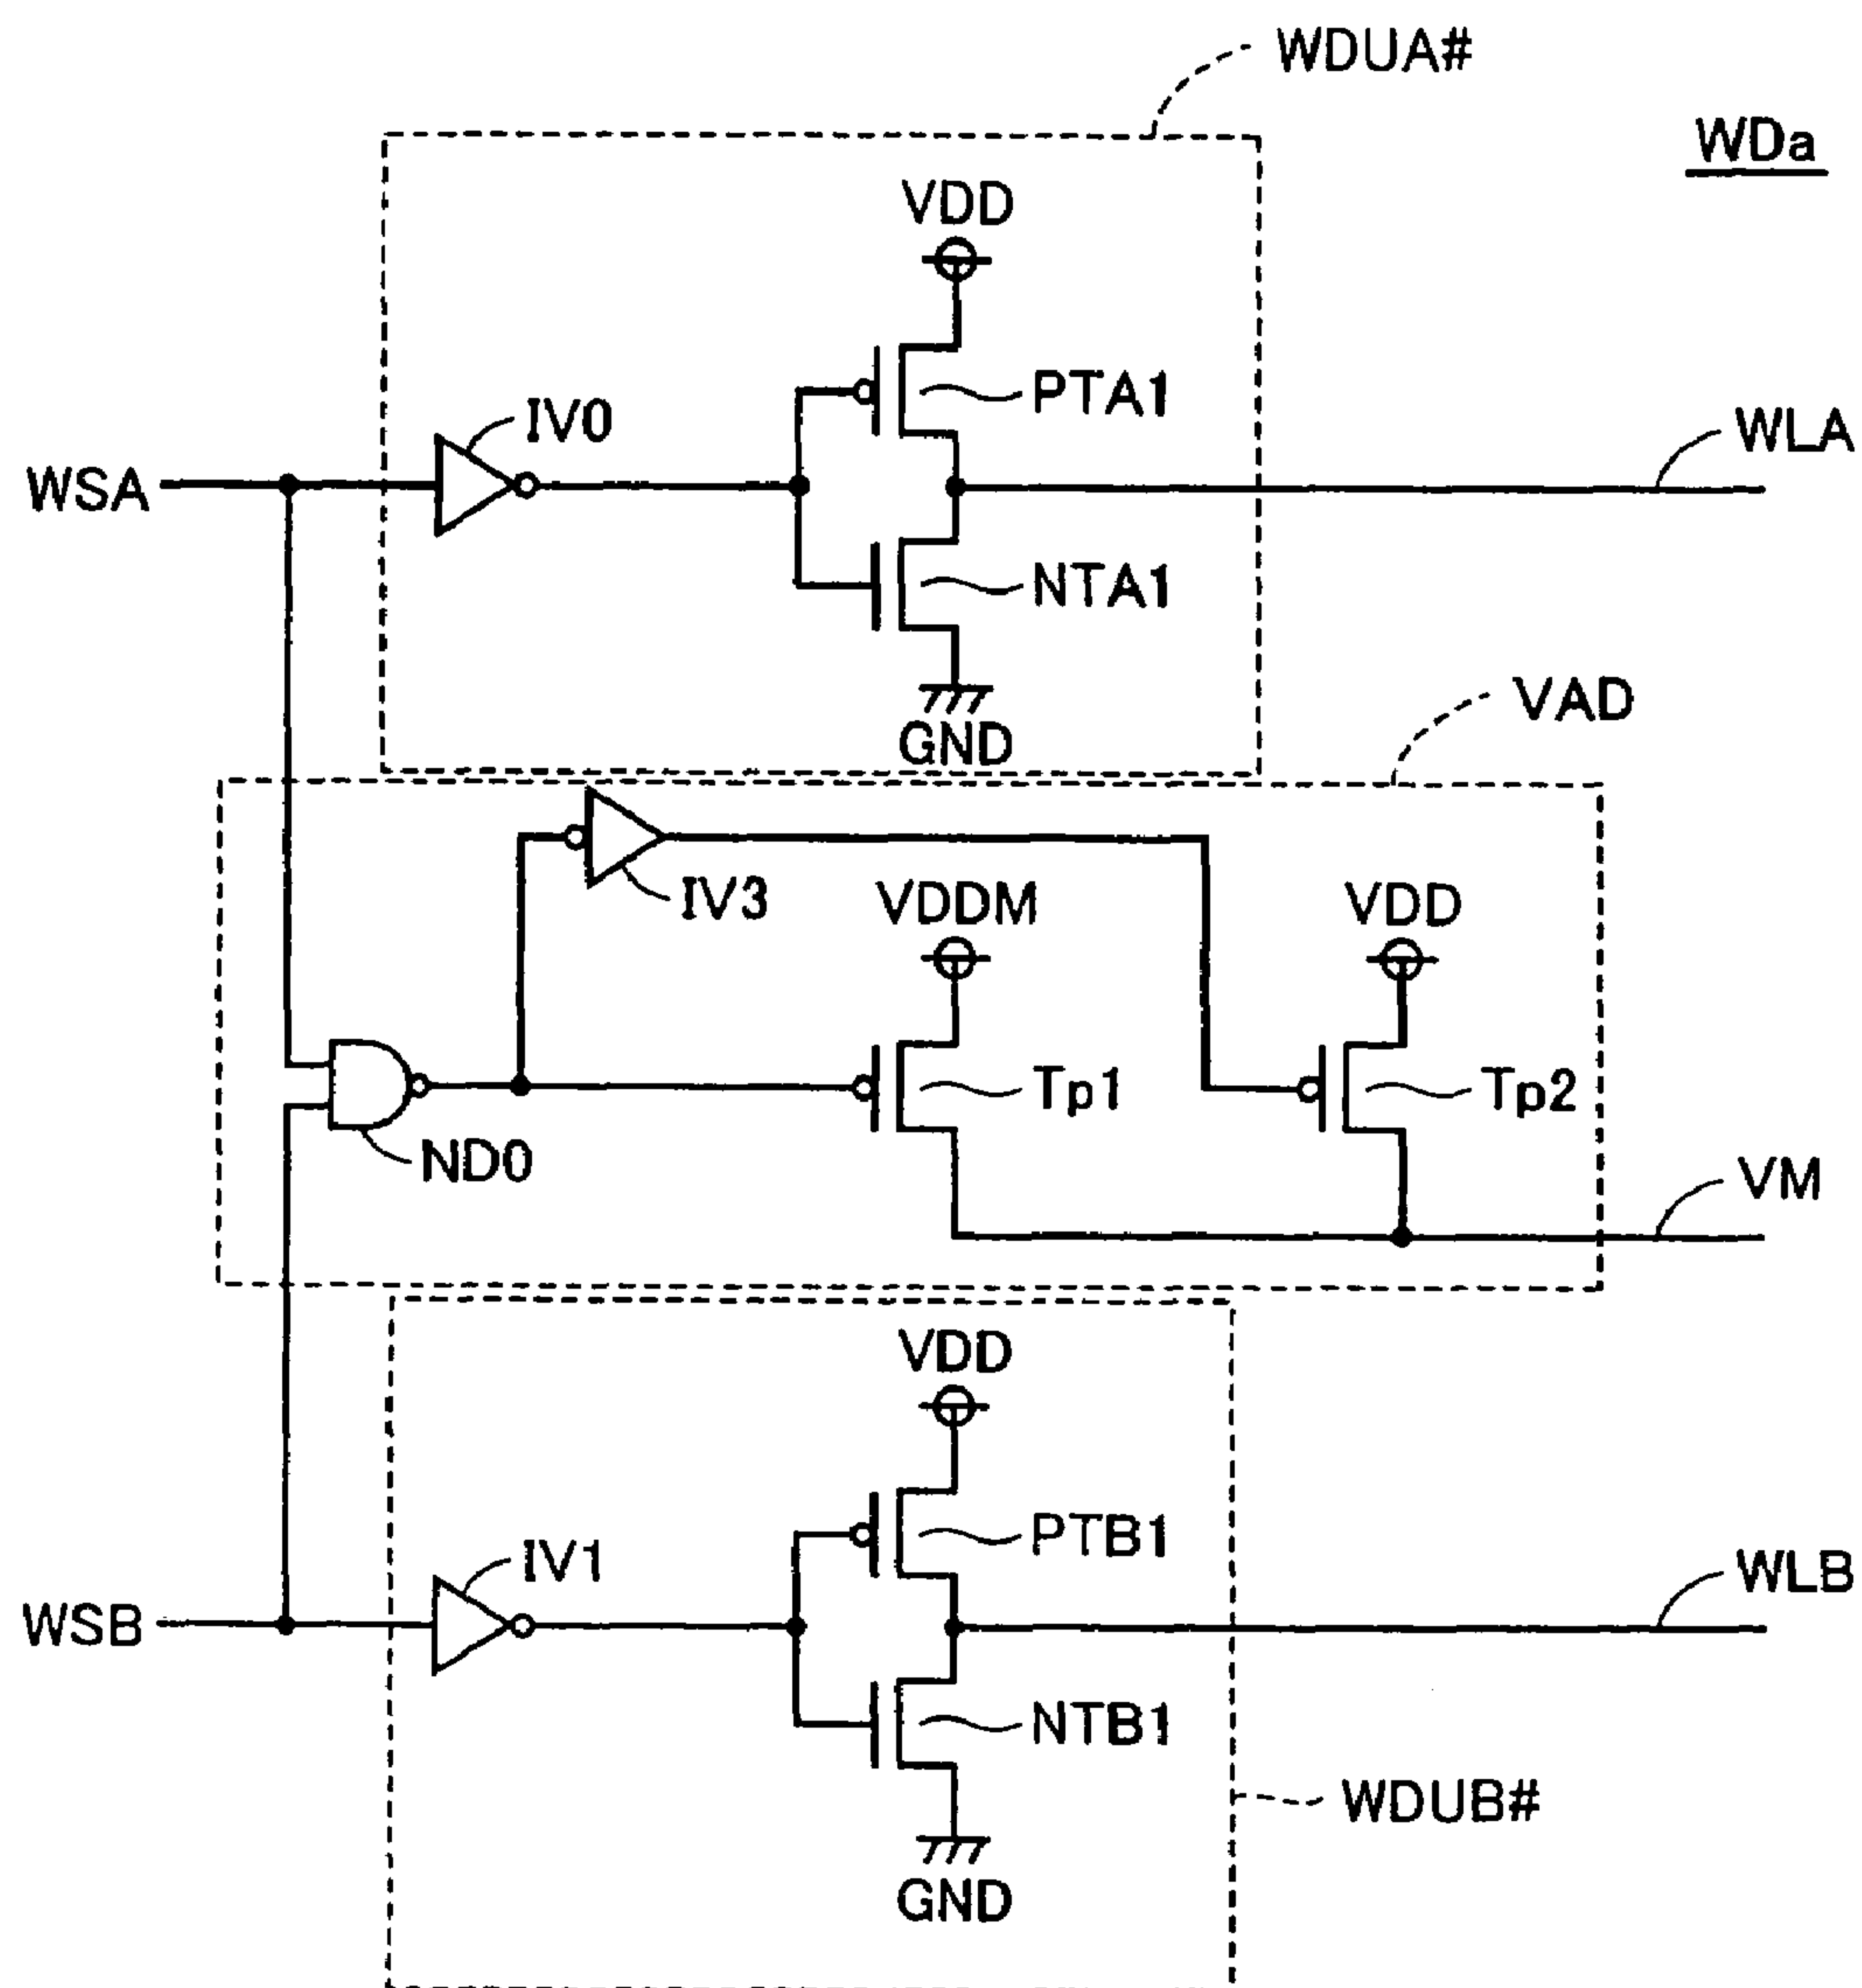 WDUA#
WDa
VDD
PTA1
IV0
WLA
WSA
NTA1
VAD
GND
IV3
VDDM
VDD
Tp1
Tp2
ND0
VM
VDD
PTB1
IV1
WLB
WSB
NTB1
WDUB#
GND